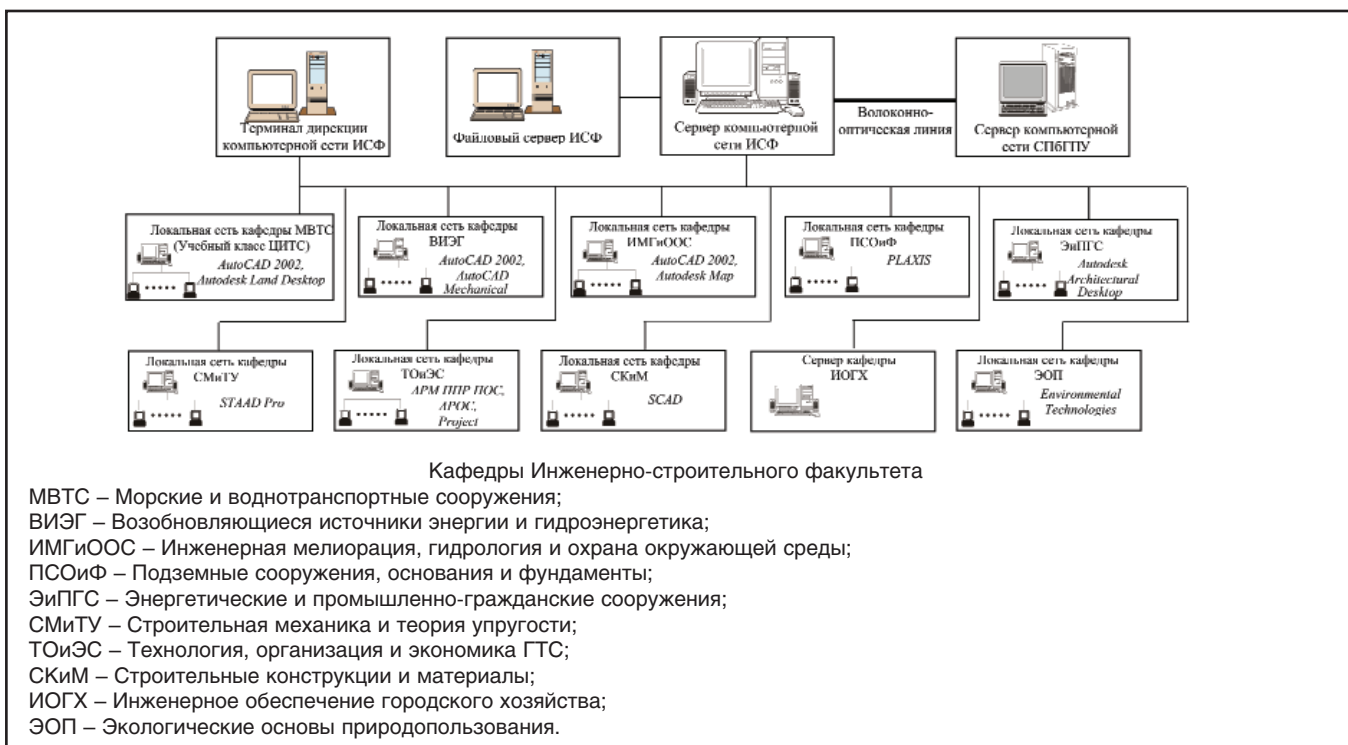 Терминал дирекции
компьютерной сети ИСФ
Файловый сервер ИСФ
Сервер компьютерной
сети ИСФ
Волоконно-
оптическая линия
Сервер компьютерной
сети СПбГПУ
Локальная сеть кафедры МВТС
(Учебный класс ЦИТС)
AutoCAD 2002,
Autodesk Land Desktop
Локальная сеть кафедры
ВИЭГ
AutoCAD 2002,
AutoCAD
Mechanical
Локальная сеть кафедры
ИМГиООС
AutoCAD 2002,
Autodesk Map
Локальная сеть кафедры
ПСОиФ
PLAXIS
Локальная сеть кафедры
ЭиПГС
Autodesk
Architectural
Desktop
Локальная сеть кафедры
СМиТУ
STAAD Pro
Локальная сеть кафедры
ТОиЭС
АРМ ППР ПОС,
АРОС,
Project
Локальная сеть кафедры
СКиМ
SCAD
Сервер кафедры
ИОГХ
Локальная сеть кафедры
ЭОП
Environmental
Technologies
Кафедры Инженерно-строительного факультета
МВТС – Морские и воднотранспортные сооружения;
ВИЭГ – Возобновляющиеся источники энергии и гидроэнергетика;
ИМГиООС – Инженерная мелиорация, гидрология и охрана окружающей среды;
ПСОиФ – Подземные сооружения, основания и фундаменты;
ЭиПГС – Энергетические и промышленно-гражданские сооружения;
СМиТУ – Строительная механика и теория упругости;
ТОиЭС – Технология, организация и экономика ГТС;
СКиМ – Строительные конструкции и материалы;
ИОГХ – Инженерное обеспечение городского хозяйства;
ЭОП – Экологические основы природопользования.